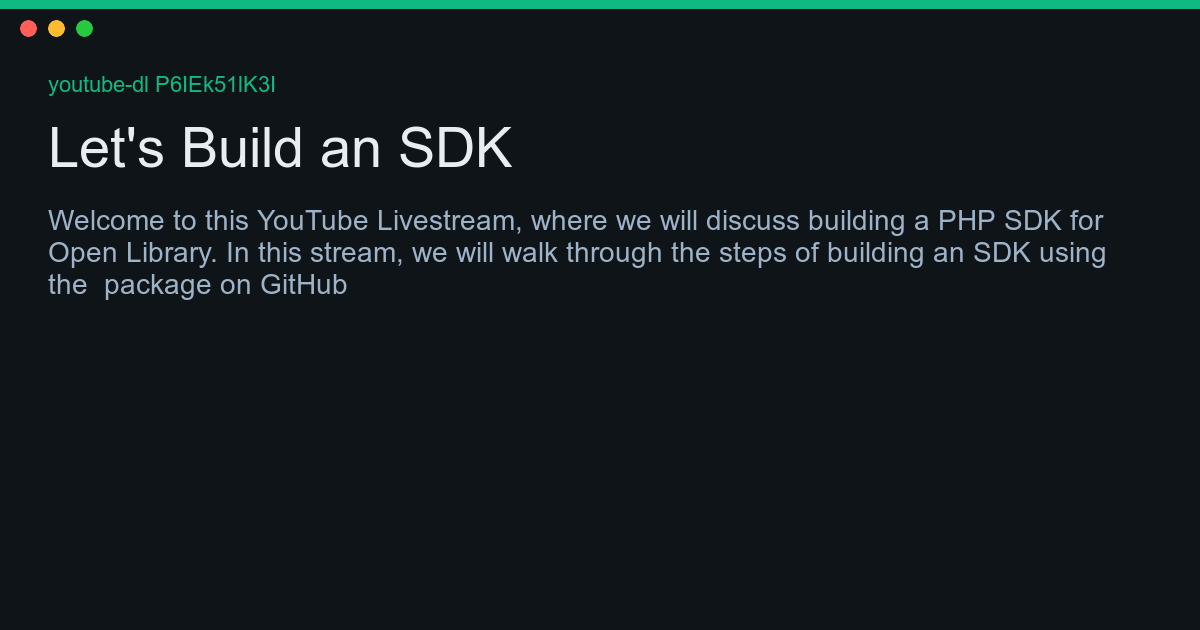 youtube-dl P6IEk51lK3I
Let's Build an SDK
Welcome to this YouTube Livestream, where we will discuss building a PHP SDK for
Open Library. In this stream, we will walk through the steps of building an SDK using
the  package on GitHub